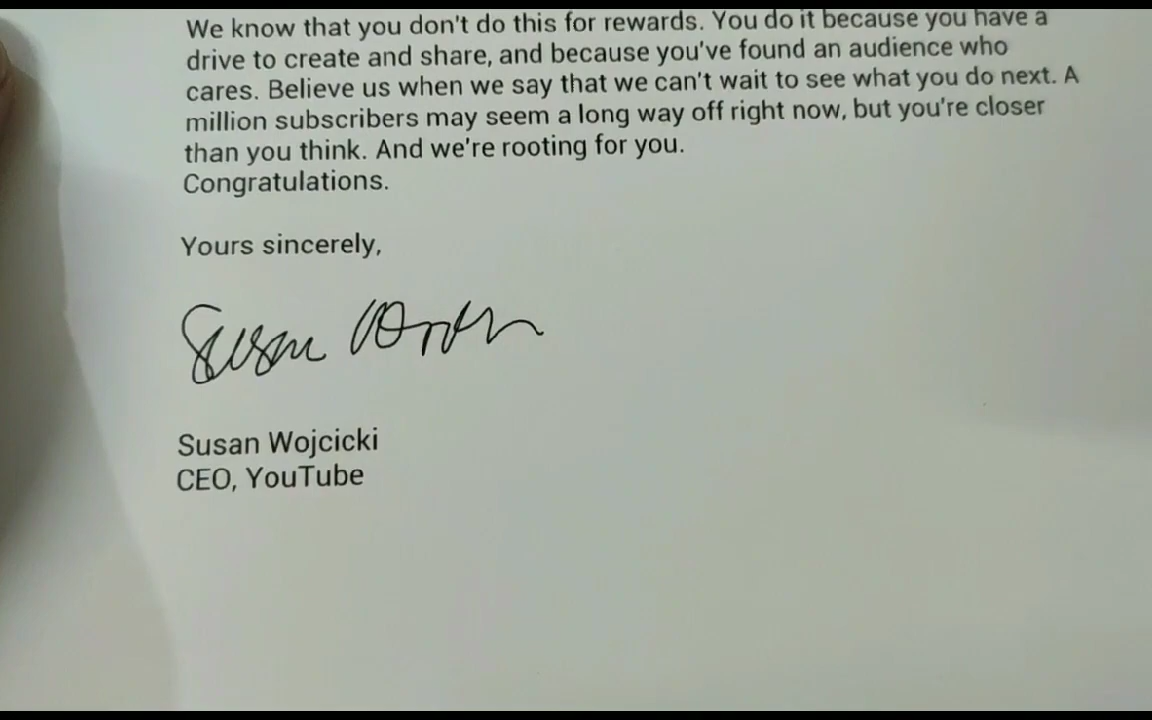 We know that you don't do this for rewards. You do it because you have a
drive to create and share, and because you've found an audience who
cares. Believe us when we say that we can't wait to see what you do next. A
million subscribers may seem a long way off right now, but you're closer
than you think. And we're rooting for you.
Congratulations.
Yours sincerely,
Susan Wojcicki
Susan Wojcicki
CEO, YouTube